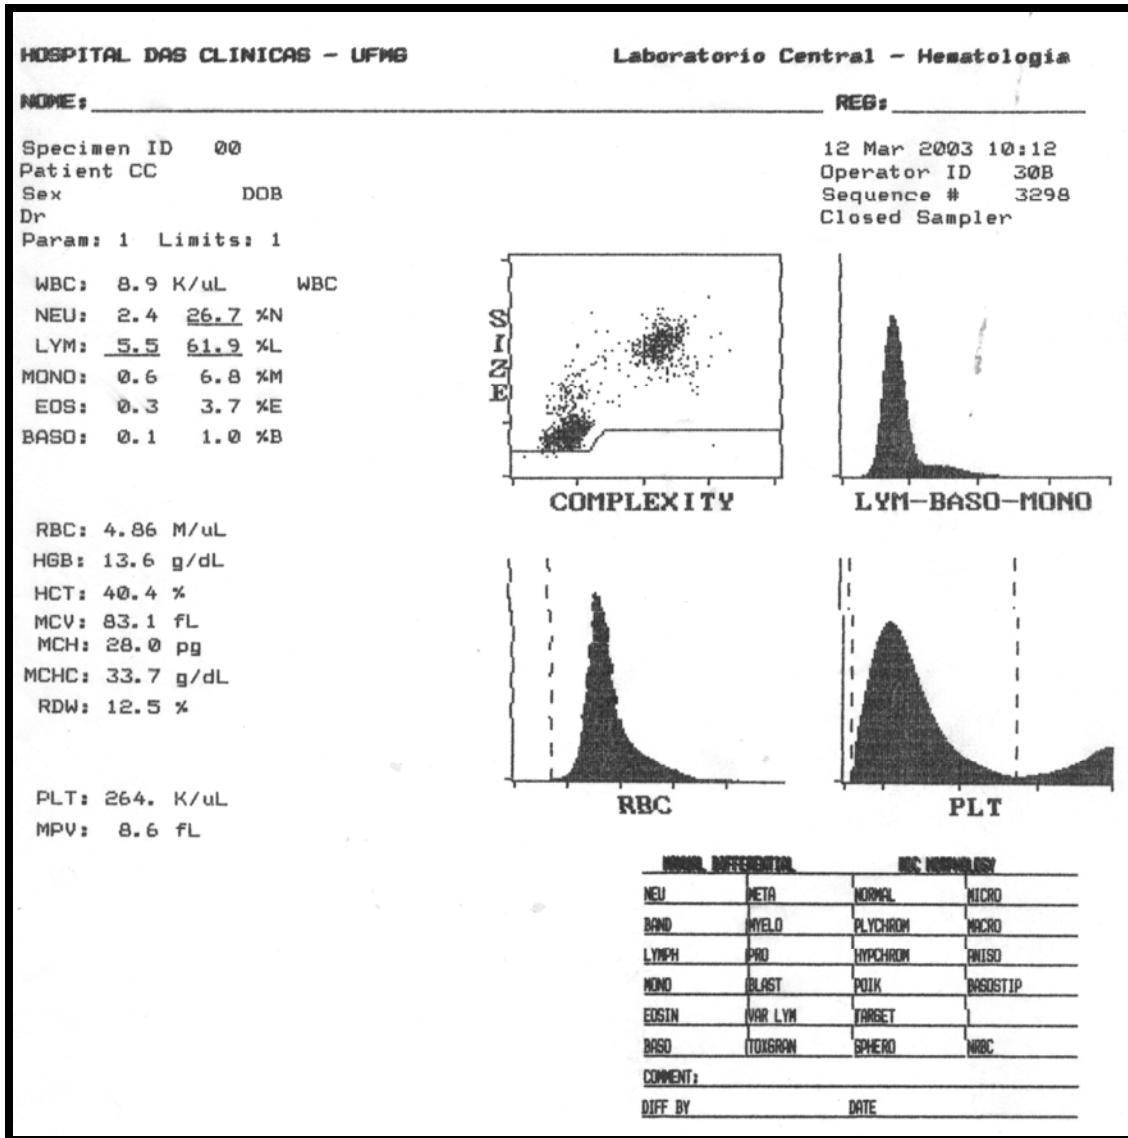 HOSPITAL DAS CLINICAS - UFMG Laboratorio Central - Hematologia
NOME: REG:
Specimen ID 00 12 Mar 2003 10:12
Patient CC Operator ID 30B
Sex DOB Sequence # 3298
Dr Closed Sampler
Param: 1 Limits: 1
WBC: 8.9 K/uL WBC
NEU: 2.4 26.7 %N
LYM: 5.5 61.9 %L
MONO: 0.6 6.8 %M
EOS: 0.3 3.7 %E
BASO: 0.1 1.0 %B
SIZE
COMPLEXITY LYM-BASO-MONO
RBC: 4.86 M/uL
HGB: 13.6 g/dL
HCT: 40.4 %
MCV: 83.1 fL
MCH: 28.0 pg
MCHC: 33.7 g/dL
RDW: 12.5 %
PLT: 264. K/uL
MPV: 8.6 fL
RBC PLT
MANUAL DIFFERENTIAL RBC MORPHOLOGY
NEU META NORMAL MICRO
BAND MYELO PLYCHROM MACRO
LYMPH PRO HYPCHROM ANISO
MONO BLAST POIK BASOSTIP
EOSIN VAR LYM TARGET
BASO TOXGRAN SPHERO NRBC
COMMENT:
DIFF BY DATE